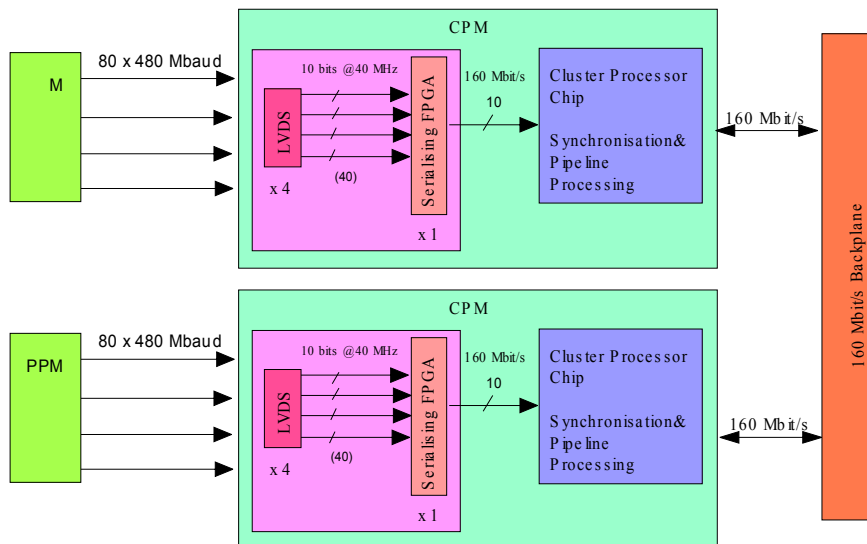 CPM
M
80 x 480 Mbaud
10 bits @40 MHz
LVDS
x 4
(40)
Serialising FPGA
x 1
160 Mbit/s
10
Cluster Processor
Chip
Synchronisation&
Pipeline
Processing
160 Mbit/s
160 Mbit/s Backplane
CPM
PPM
80 x 480 Mbaud
10 bits @40 MHz
LVDS
x 4
(40)
Serialising FPGA
x 1
160 Mbit/s
10
Cluster Processor
Chip
Synchronisation&
Pipeline
Processing
160 Mbit/s